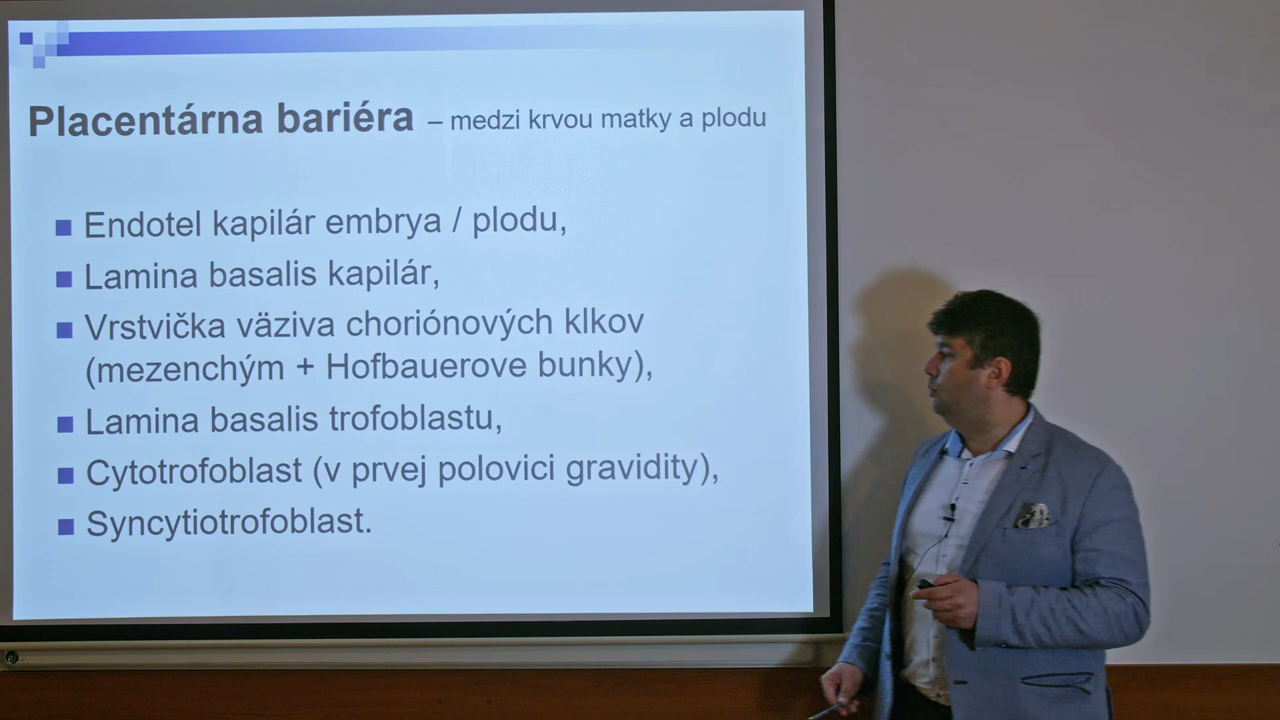 Placentárna bariéra – medzi krvou matky a plodu
Endotel kapilár embrya / plodu,
Lamina basalis kapilár,
Vrstvička väziva choriónových klkov
(mezenchým + Hofbauerove bunky),
Lamina basalis trofoblastu,
Cytotrofoblast (v prvej polovici gravidity),
Syncytiotrofoblast.